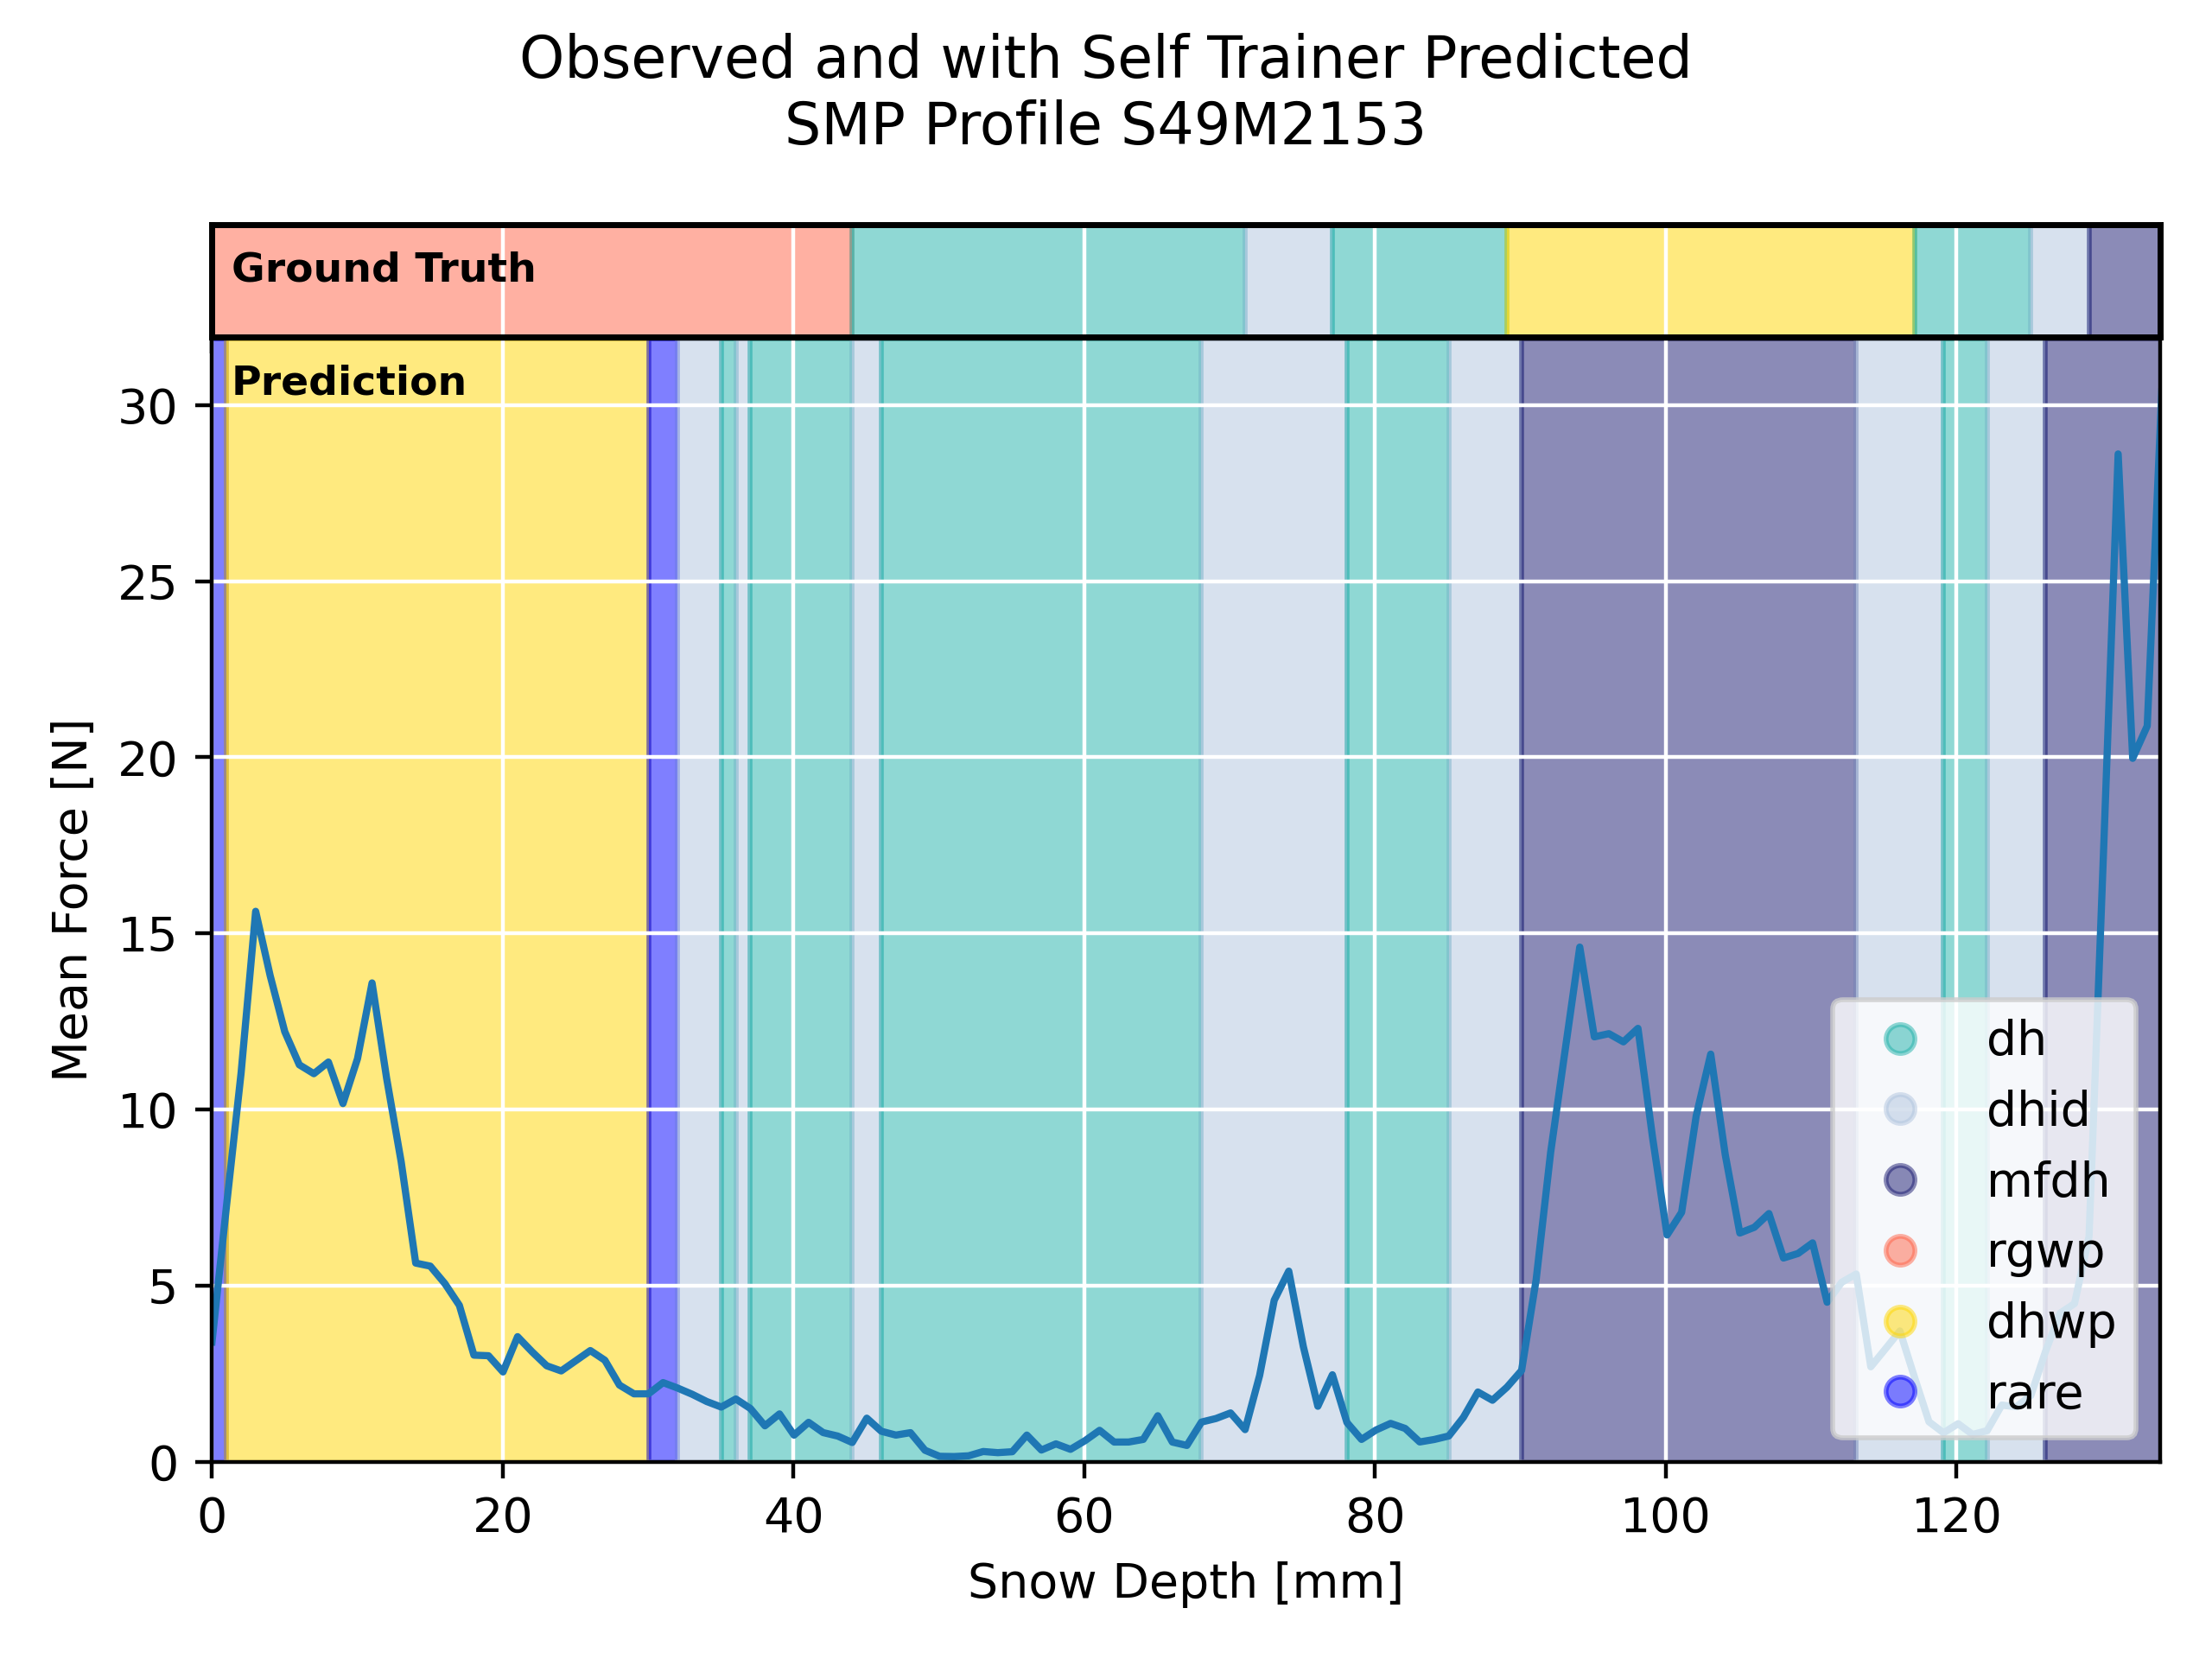 Observed and with Self Trainer Predicted
SMP Profile S49M2153
Ground Truth
Prediction
30
25
20
15
10
5
0
Mean Force [N]
dh
dhid
mfdh
rgwp
dhwp
rare
0 20 40 60 80 100 120
Snow Depth [mm]